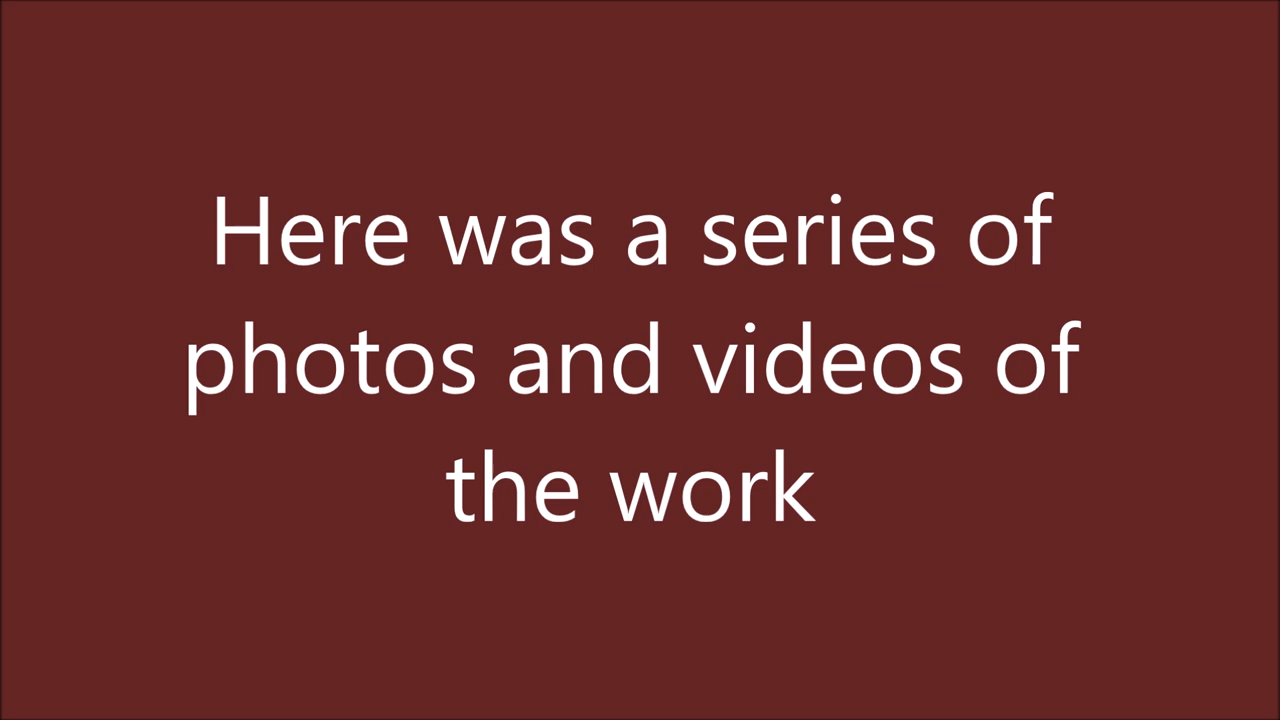 Here was a series of
photos and videos of
the work